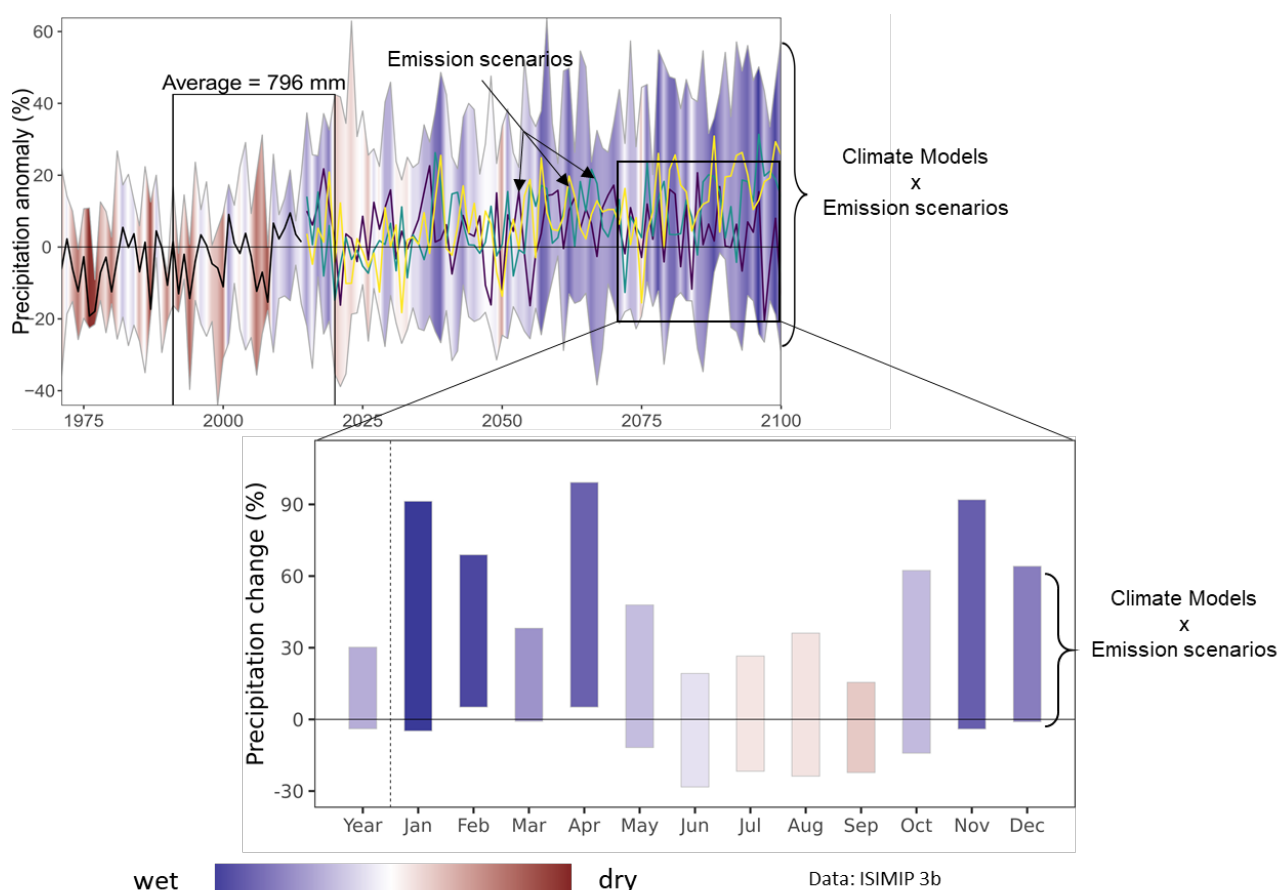 Precipitation anomaly (%)
60
40
20
0
−20
−40
Average = 796 mm
Emission scenarios
1975
2000
2025
2050
2075
2100
Climate Models
x
Emission scenarios
Precipitation change (%)
90
60
30
0
-30
Year
Jan
Feb
Mar
Apr
May
Jun
Jul
Aug
Sep
Oct
Nov
Dec
Climate Models
x
Emission scenarios
wet
dry
Data: ISIMIP 3b